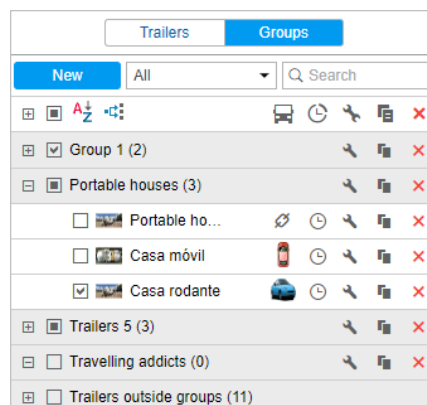 Trailers Groups
New All Search
Group 1 (2)
Portable houses (3)
Portable ho...
Casa móvil
Casa rodante
Trailers 5 (3)
Travelling addicts (0)
Trailers outside groups (11)